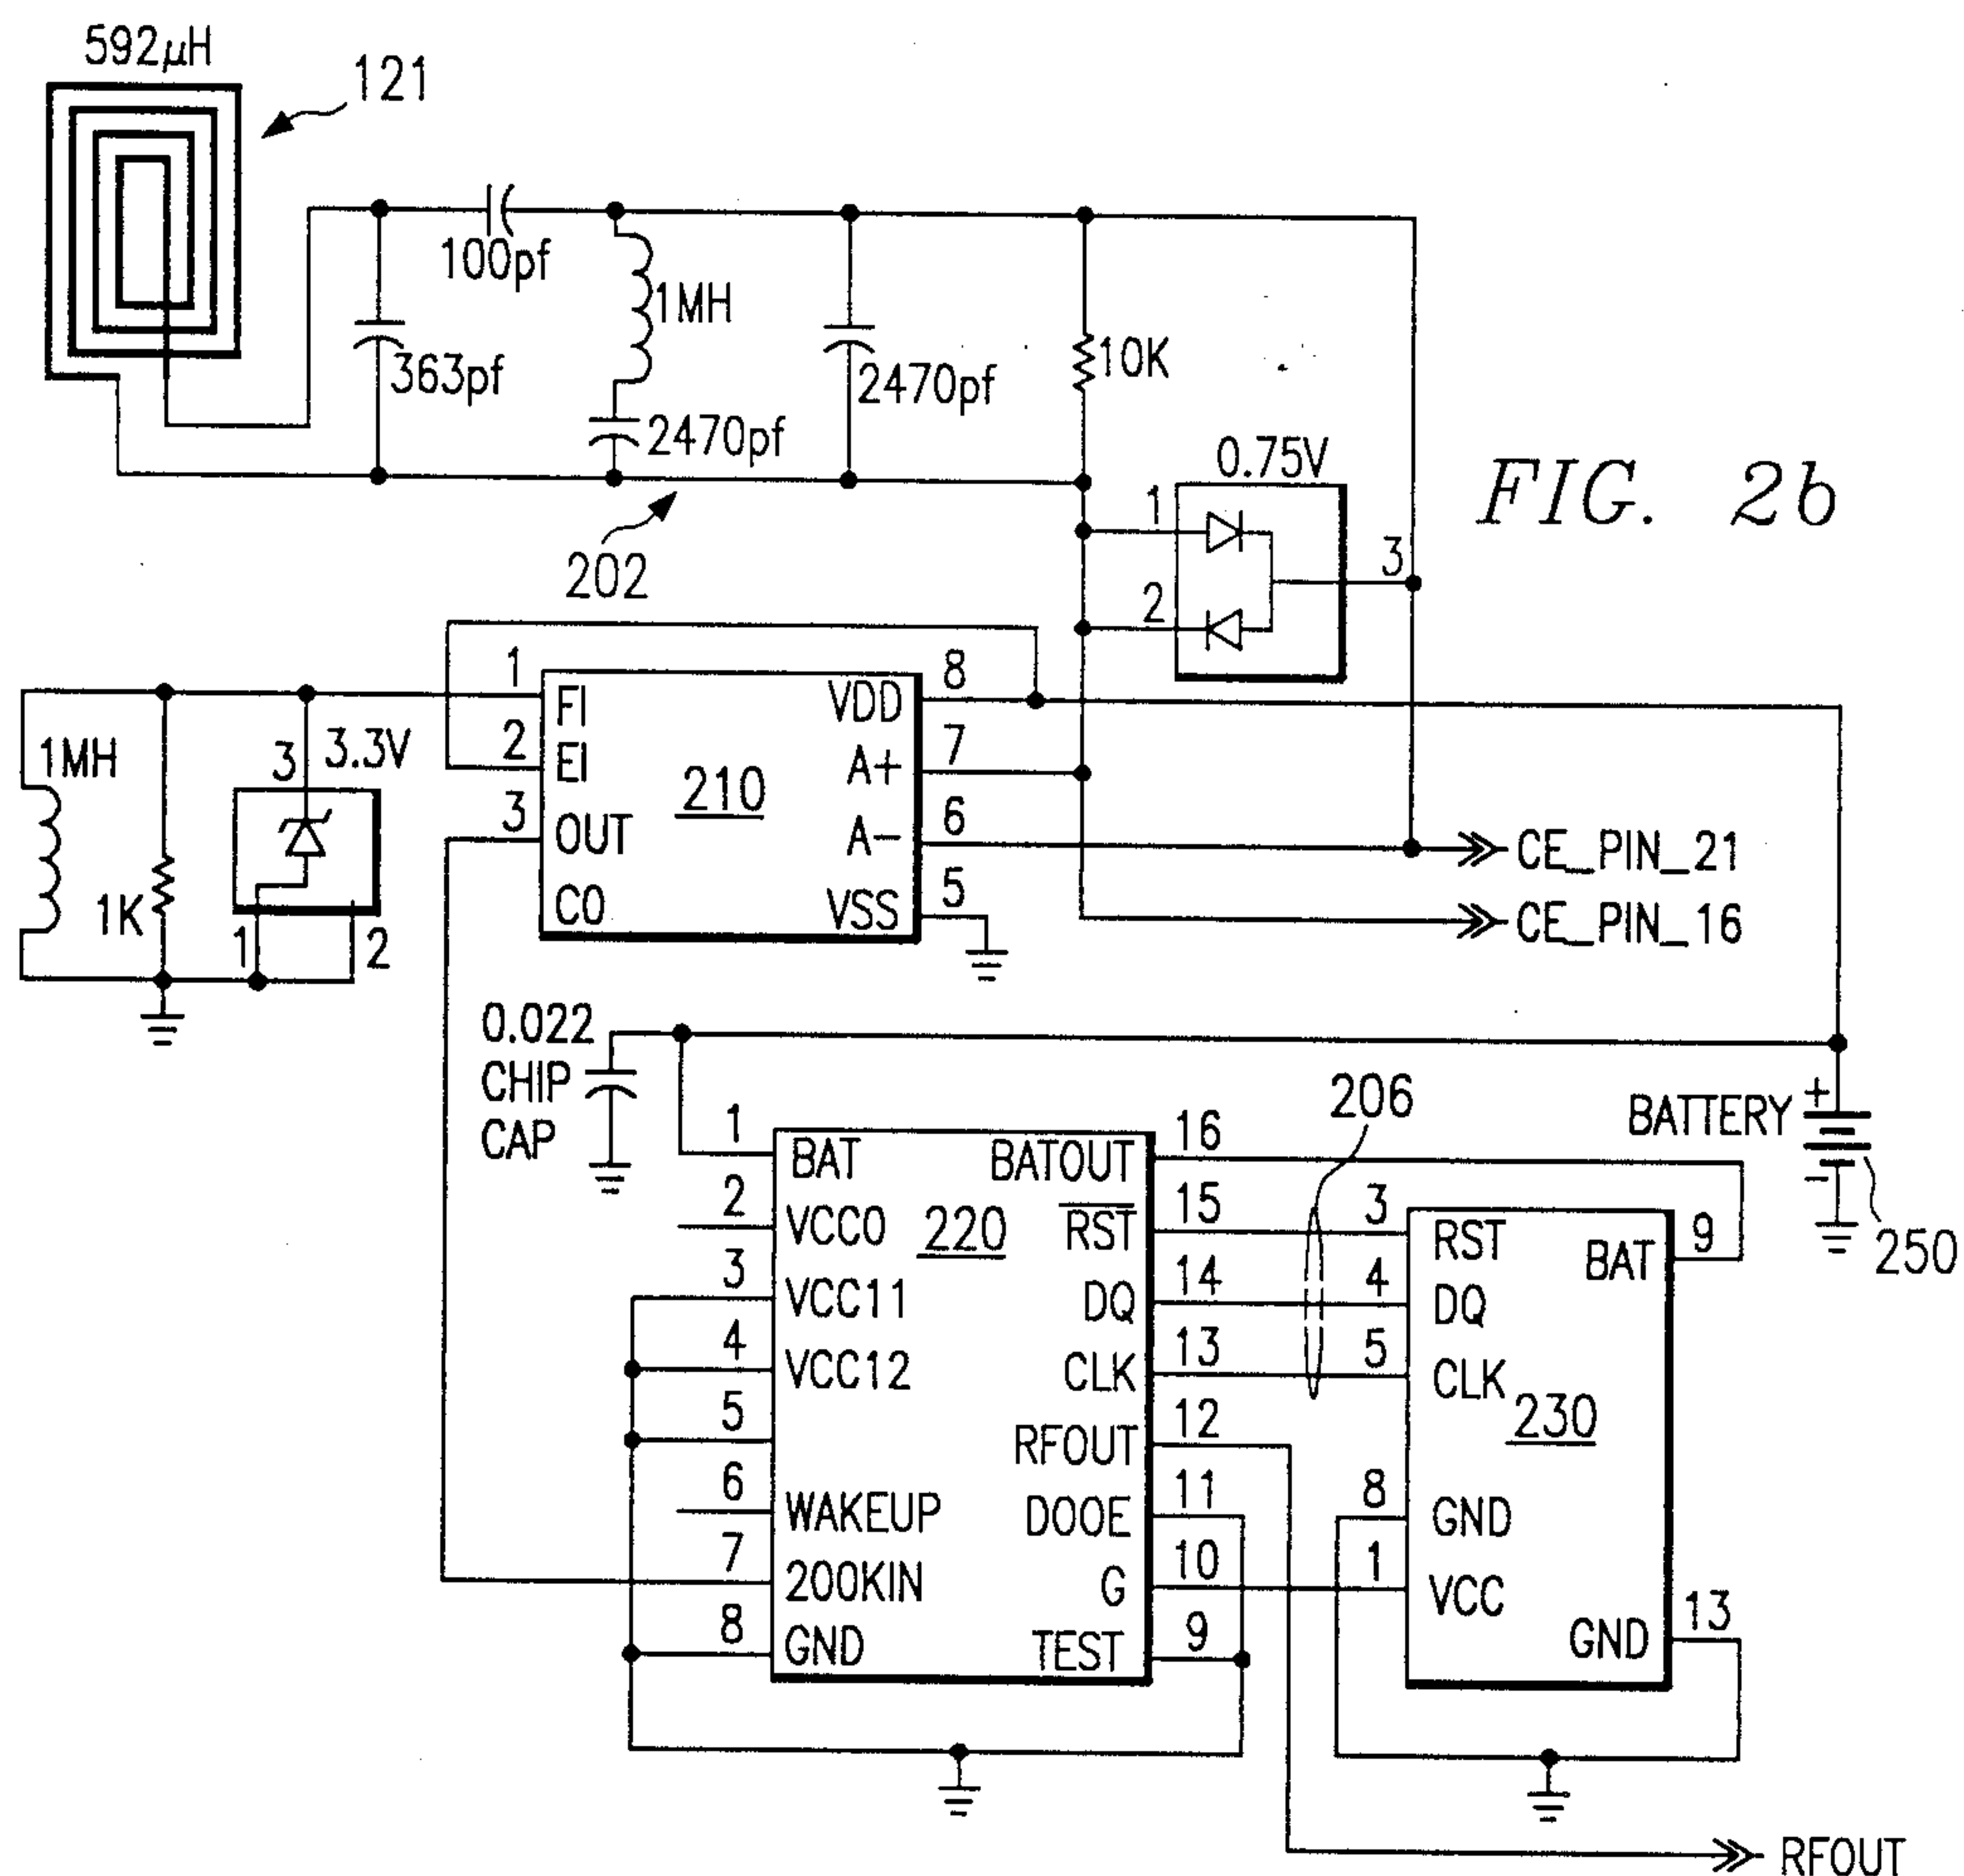 592µH
121
100pf
363pf
1MH
2470pf
2470pf
10K
202
0.75V
1
2
3
FIG. 2b
1MH
1K
3
3.3V
1
2
1
2
3
FI
EI
OUT
CO
210
VDD
A+
A−
VSS
8
7
6
5
CE_PIN_21
CE_PIN_16
0.022
CHIP
CAP
206
BATTERY
+
−
250
1
2
3
4
5
6
7
8
BAT
VCC0
VCC11
VCC12
WAKEUP
200KIN
GND
220
BATOUT
RST
DQ
CLK
RFOUT
DOOE
G
TEST
16
15
14
13
12
11
10
9
3
4
5
8
1
RST
DQ
CLK
GND
VCC
230
BAT
GND
9
13
RFOUT